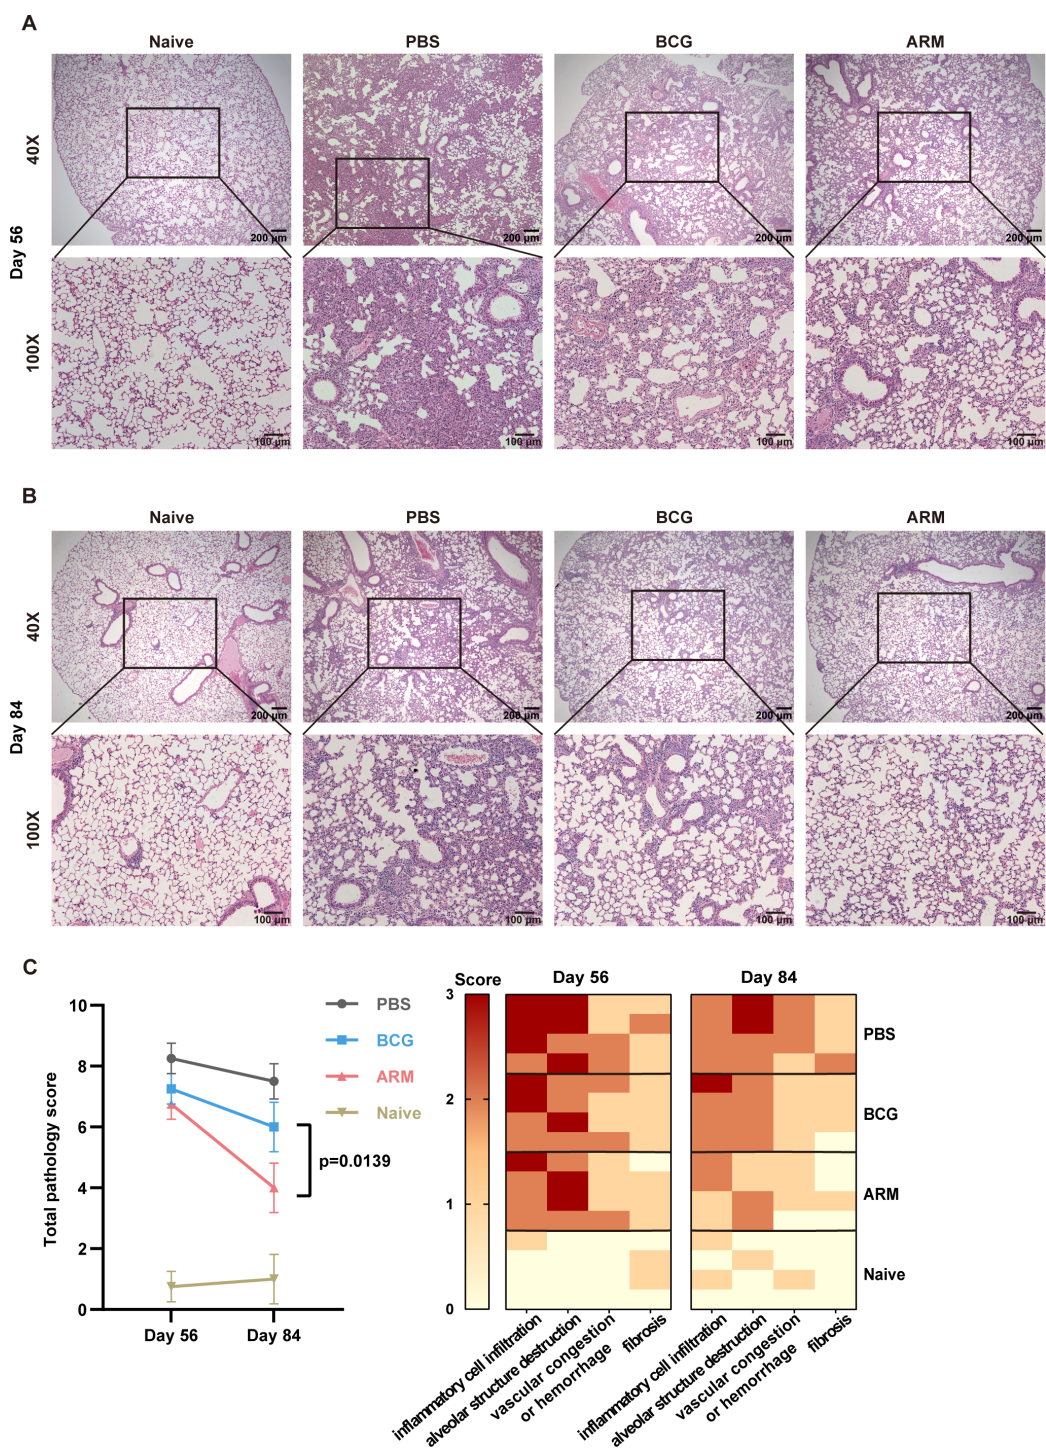 A
Naive
PBS
BCG
ARM
Day 56
40X
200 µm
200 µm
200 µm
200 µm
100X
100 µm
100 µm
100 µm
100 µm
B
Naive
PBS
BCG
ARM
Day 84
40X
200 µm
200 µm
200 µm
200 µm
100X
100 µm
100 µm
100 µm
100 µm
C
Total pathology score
10
8
6
4
2
0
Day 56
Day 84
PBS
BCG
ARM
Naive
p=0.0139
Score
3
2
1
0
Day 56
Day 84
PBS
BCG
ARM
Naive
inflammatory cell infiltration
alveolar structure destruction
vascular congestion
or hemorrhage
fibrosis
inflammatory cell infiltration
alveolar structure destruction
vascular congestion
or hemorrhage
fibrosis